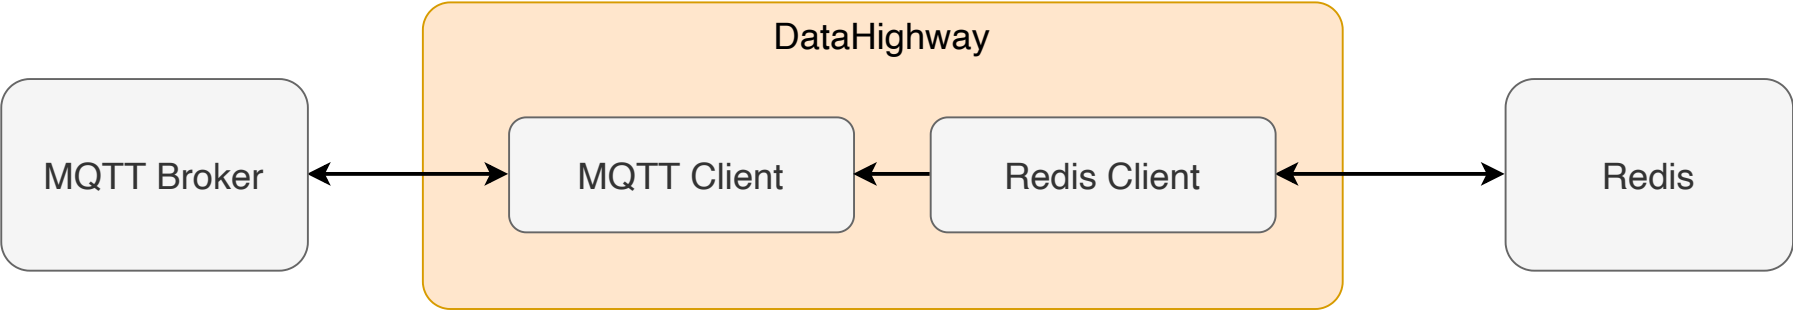 DataHighway
MQTT Broker
MQTT Client
Redis Client
Redis